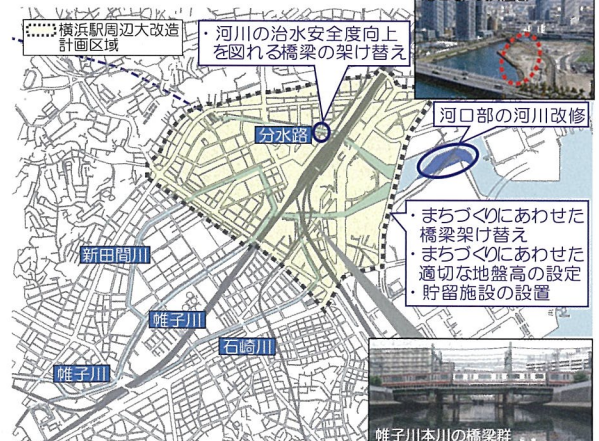 横浜駅周辺大改造
計画区域
・河川の治水安全度向上
を図れる橋梁の架け替え
分水路
河口部の河川改修
・まちづくりにあわせた
橋梁架け替え
・まちづくりにあわせた
適切な地盤高の設定
・貯留施設の設置
新田間川
帷子川
石崎川
帷子川
帷子川本川の橋梁群